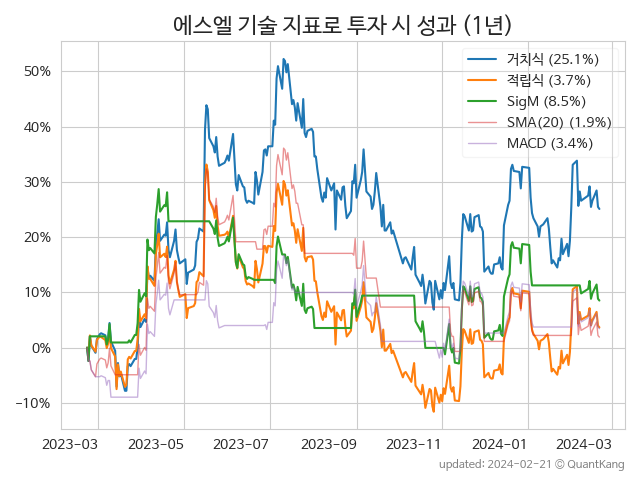 에스엘 기술 지표로 투자 시 성과 (1년)
거치식 (25.1%)
적립식 (3.7%)
SigM (8.5%)
SMA(20) (1.9%)
MACD (3.4%)
50%
40%
30%
20%
10%
0%
−10%
2023-03 2023-05 2023-07 2023-09 2023-11 2024-01 2024-03
updated: 2024-02-21 © QuantKang